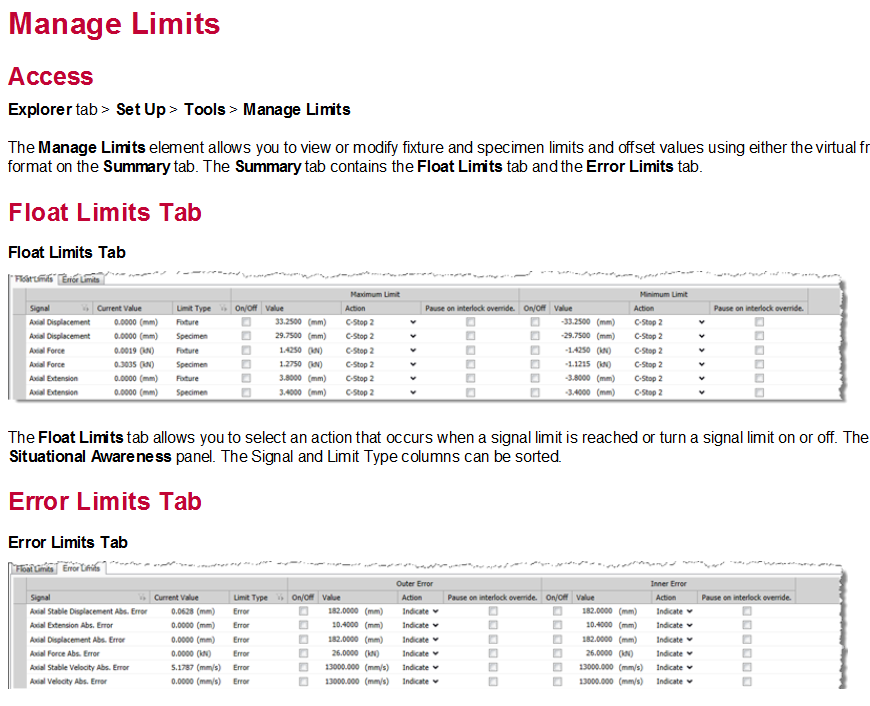 Manage Limits
Access
Explorer tab > Set Up > Tools > Manage Limits
The Manage Limits element allows you to view or modify fixture and specimen limits and offset values using either the virtual fr
format on the Summary tab. The Summary tab contains the Float Limits tab and the Error Limits tab.
Float Limits Tab
Float Limits Tab
Float Limits Error Limits
Maximum Limit Minimum Limit
Signal Current Value Limit Type On/Off Value Action Pause on interlock override. On/Off Value Action Pause on interlock override.
Axial Displacement 0.0000 (mm) Fixture 33.2500 (mm) C-Stop 2 -33.2500 (mm) C-Stop 2
Axial Displacement 0.0000 (mm) Specimen 29.7500 (mm) C-Stop 2 -29.7500 (mm) C-Stop 2
Axial Force 0.0019 (kN) Fixture 1.4250 (kN) C-Stop 2 -1.4250 (kN) C-Stop 2
Axial Force 0.3035 (kN) Specimen 1.2750 (kN) C-Stop 2 -1.1215 (kN) C-Stop 2
Axial Extension 0.0000 (mm) Fixture 3.8000 (mm) C-Stop 2 -3.8000 (mm) C-Stop 2
Axial Extension 0.0000 (mm) Specimen 3.4000 (mm) C-Stop 2 -3.4000 (mm) C-Stop 2
The Float Limits tab allows you to select an action that occurs when a signal limit is reached or turn a signal limit on or off. The
Situational Awareness panel. The Signal and Limit Type columns can be sorted.
Error Limits Tab
Error Limits Tab
Float Limits Error Limits
Outer Error Inner Error
Signal Current Value Limit Type On/Off Value Action Pause on interlock override. On/Off Value Action Pause on interlock override.
Axial Stable Displacement Abs. Error 0.0628 (mm) Error 182.0000 (mm) Indicate 182.0000 (mm) Indicate
Axial Extension Abs. Error 0.0000 (mm) Error 10.4000 (mm) Indicate 10.4000 (mm) Indicate
Axial Displacement Abs. Error 0.0000 (mm) Error 182.0000 (mm) Indicate 182.0000 (mm) Indicate
Axial Force Abs. Error 0.0000 (kN) Error 26.0000 (kN) Indicate 26.0000 (kN) Indicate
Axial Stable Velocity Abs. Error 5.1787 (mm/s) Error 13000.000 (mm/s) Indicate 13000.000 (mm/s) Indicate
Axial Velocity Abs. Error 0.0000 (mm/s) Error 13000.000 (mm/s) Indicate 13000.000 (mm/s) Indicate